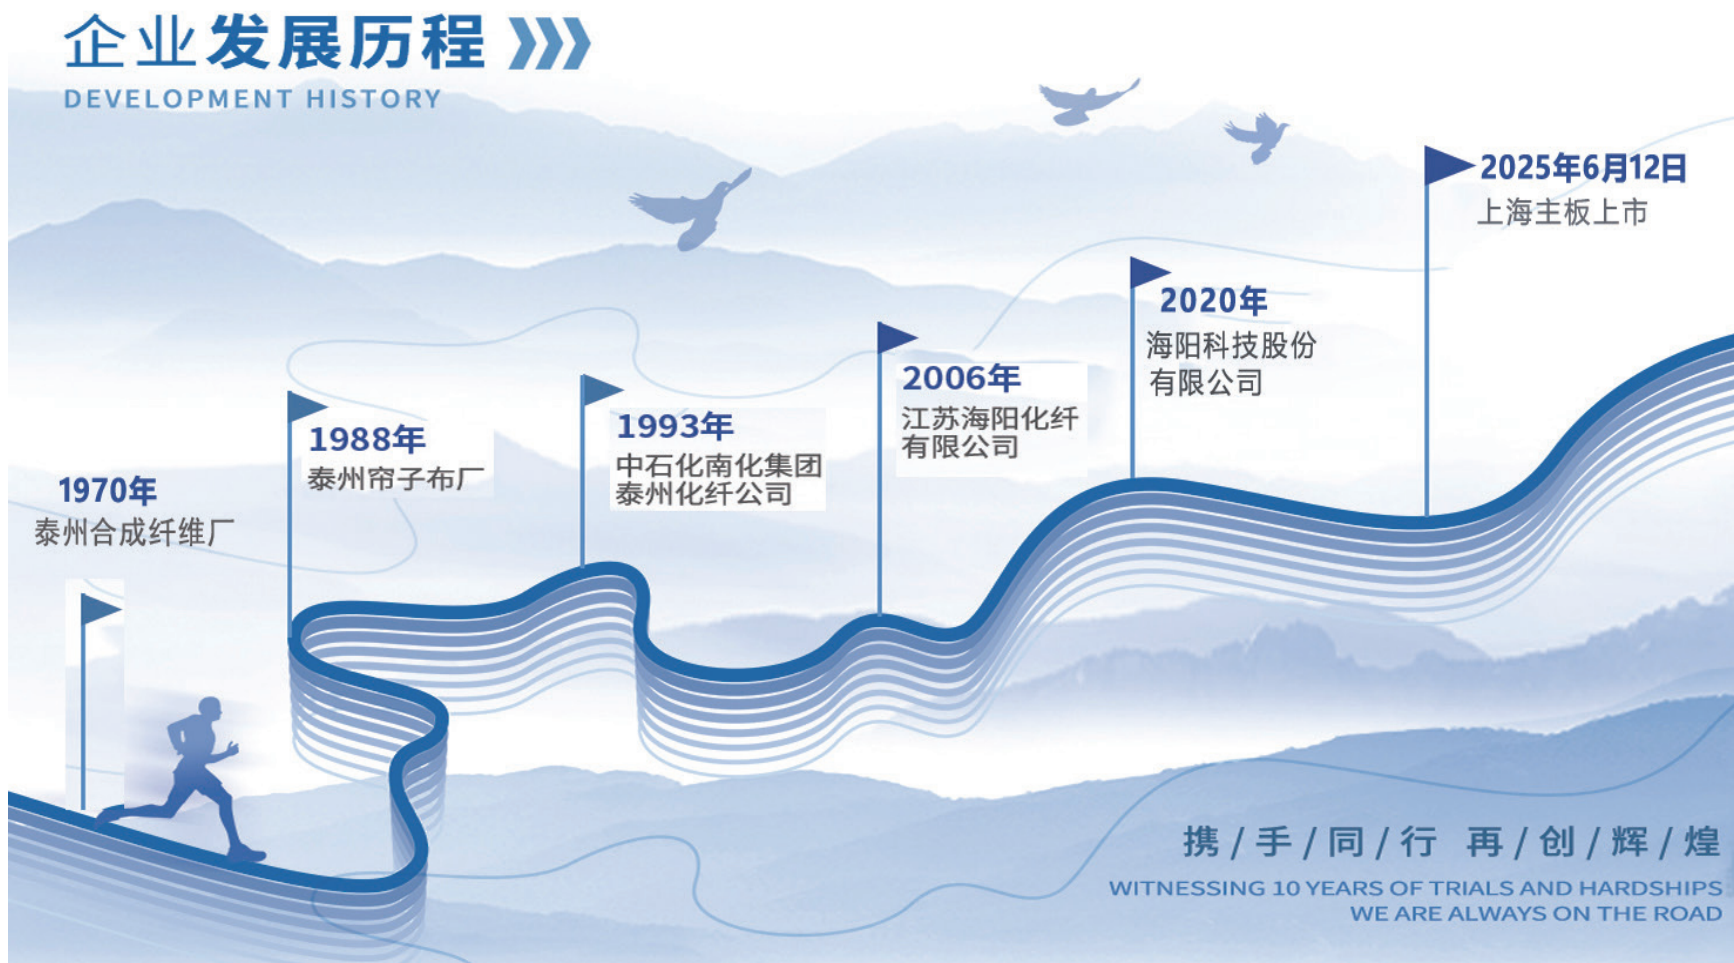 企业发展历程
DEVELOPMENT HISTORY
1970年
泰州合成纤维厂
1988年
泰州帘子布厂
1993年
中石化南化集团
泰州化纤公司
2006年
江苏海阳化纤
有限公司
2020年
海阳科技股份
有限公司
2025年6月12日
上海主板上市
携/手/同/行 再/创/辉/煌
WITNESSING 10 YEARS OF TRIALS AND HARDSHIPS
WE ARE ALWAYS ON THE ROAD